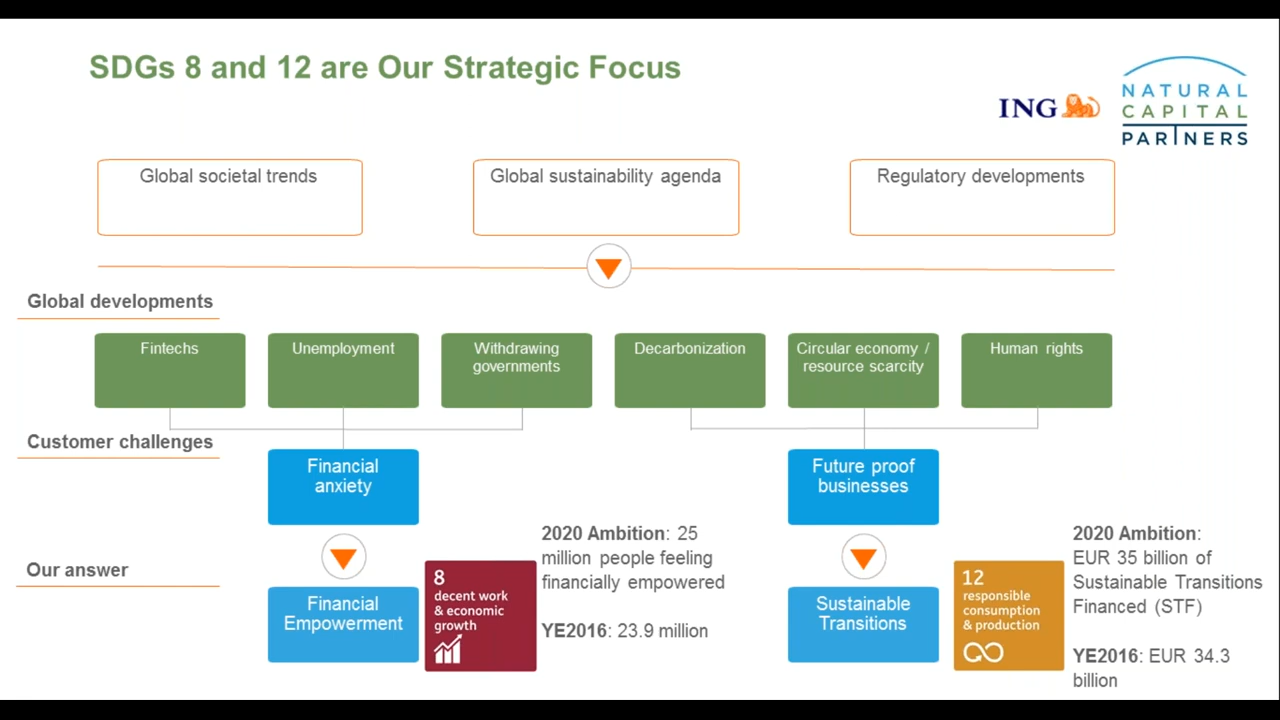 SDGs 8 and 12 are Our Strategic Focus
ING
NATURAL
CAPITAL
PARTNERS
Global societal trends
Global sustainability agenda
Regulatory developments
Global developments
Fintechs
Unemployment
Withdrawing
governments
Decarbonization
Circular economy /
resource scarcity
Human rights
Customer challenges
Financial
anxiety
Future proof
businesses
Our answer
Financial
Empowerment
8
decent work
& economic
growth
2020 Ambition: 25
million people feeling
financially empowered
YE2016: 23.9 million
Sustainable
Transitions
12
responsible
consumption
& production
2020 Ambition:
EUR 35 billion of
Sustainable Transitions
Financed (STF)
YE2016: EUR 34.3
billion